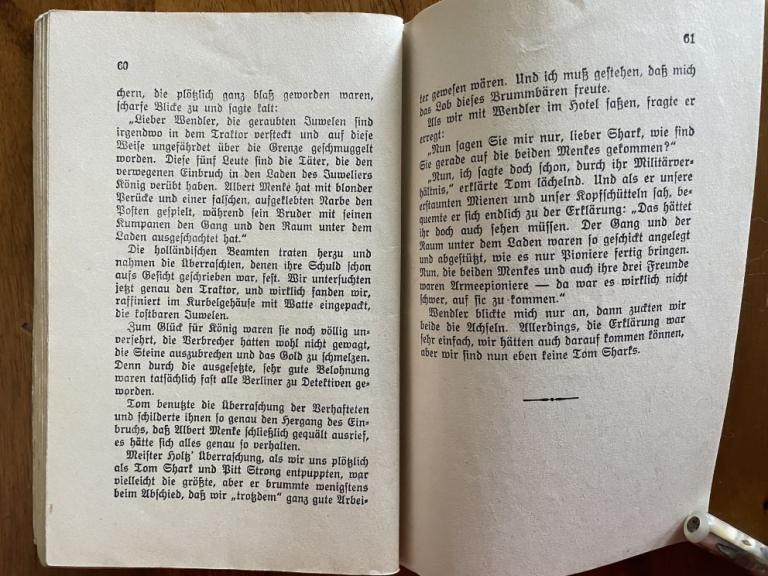 60
chern, die plötzlich ganz blaß geworden waren,
scharfe Blicke zu und sagte kalt:
„Lieber Wendler, die geraubten Juwelen sind
irgendwo in dem Traktor versteckt und auf diese
Weise ungefährdet über die Grenze geschmuggelt
worden. Diese fünf Leute sind die Täter, die den
verwegenen Einbruch in den Laden des Juweliers
König verübt haben. Albert Menke hat mit blonder
Perücke und einer falschen, aufgeklebten Narbe den
Posten gespielt, während sein Bruder mit seinen
Kumpanen den Gang und den Raum unter dem
Laden ausgeschachtet hat.“
Die holländischen Beamten traten herzu und
nahmen die Überraschten, denen ihre Schuld schon
aufs Gesicht geschrieben war, fest. Wir untersuchten
jetzt genau den Traktor, und wirklich fanden wir,
raffiniert im Kurbelgehäuse mit Watte eingepackt,
die kostbaren Juwelen.
Zum Glück für König waren sie noch völlig un-
versehrt, die Verbrecher hatten wohl nicht gewagt,
die Steine auszubrechen und das Gold zu schmelzen.
Denn durch die ausgesetzte, sehr gute Belohnung
waren tatsächlich fast alle Berliner zu Detektiven ge-
worden.
Tom benutzte die Überraschung der Verhafteten
und schilderte ihnen so genau den Hergang des Ein-
bruchs, daß Albert Menke schließlich gequält ausrief,
es hätte sich alles genau so verhalten.
Meister Holtz' Überraschung, als wir uns plötzlich
als Tom Shark und Pitt Strong entpuppten, war
vielleicht die größte, aber er brummte wenigstens
beim Abschied, daß wir „trotzdem“ ganz gute Arbei-
61
ter gewesen wären. Und ich muß gestehen, daß mich
das Lob dieses Brummbären freute.
Als wir mit Wendler im Hotel saßen, fragte er
erregt:
„Nun sagen Sie mir nur, lieber Shark, wie sind
Sie gerade auf die beiden Menkes gekommen?“
„Nun, ich sagte doch schon, durch ihr Militärver-
hältnis,“ erklärte Tom lächelnd. Und als er unsere
erstaunten Mienen und unser Kopfschütteln sah, be-
quemte er sich endlich zu der Erklärung: „Das hättet
ihr doch auch sehen müssen. Der Gang und der
Raum unter dem Laden waren so geschickt angelegt
und abgestützt, wie es nur Pioniere fertig bringen.
Nun, die beiden Menkes und auch ihre drei Freunde
waren Armeepioniere — da war es wirklich nicht
schwer, auf sie zu kommen.“
Wendler blickte mich nur an, dann zuckten wir
beide die Achseln. Allerdings, die Erklärung war
sehr einfach, wir hätten auch darauf kommen können,
aber wir sind nun eben keine Tom Sharks.